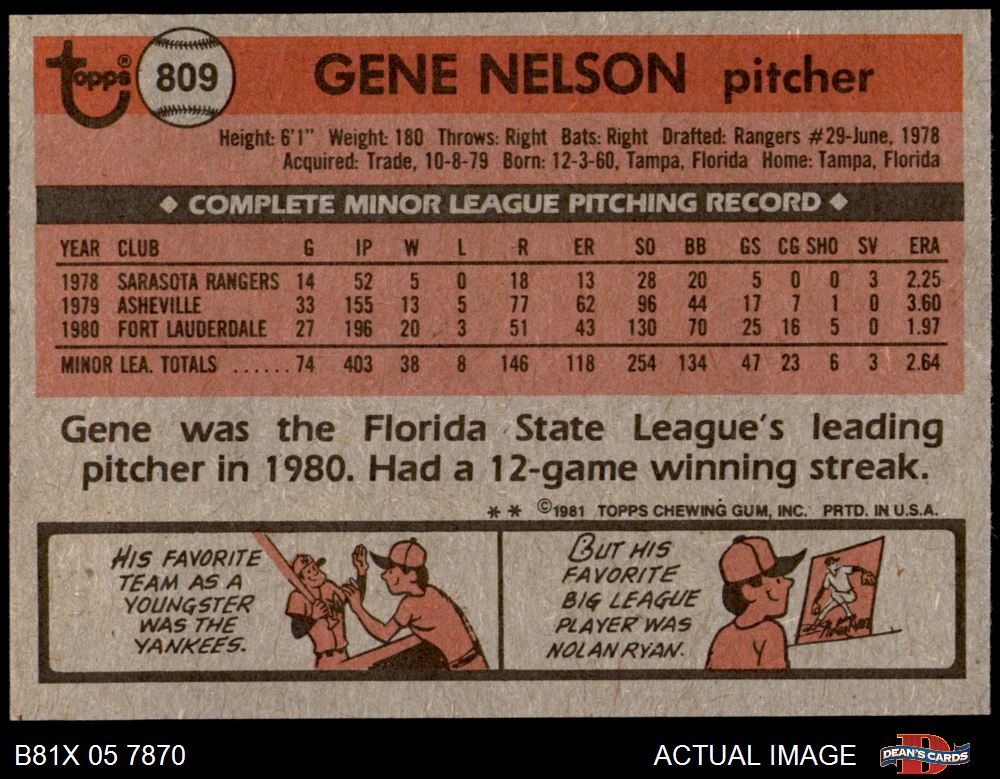 Topps® 809 GENE NELSON pitcher
Height: 6'1" Weight: 180 Throws: Right Bats: Right Drafted: Rangers #29-June, 1978
Acquired: Trade, 10-8-79 Born: 12-3-60, Tampa, Florida Home: Tampa, Florida
◆ COMPLETE MINOR LEAGUE PITCHING RECORD ◆
YEAR CLUB G IP W L R ER SO BB GS CG SHO SV ERA
1978 SARASOTA RANGERS 14 52 5 0 18 13 28 20 5 0 0 3 2.25
1979 ASHEVILLE 33 155 13 5 77 62 96 44 17 7 1 0 3.60
1980 FORT LAUDERDALE 27 196 20 3 51 43 130 70 25 16 5 0 1.97
MINOR LEA. TOTALS ...... 74 403 38 8 146 118 254 134 47 23 6 3 2.64
Gene was the Florida State League's leading
pitcher in 1980. Had a 12-game winning streak.
* * ©1981 TOPPS CHEWING GUM, INC. PRTD. IN U.S.A.
HIS FAVORITE
TEAM AS A
YOUNGSTER
WAS THE
YANKEES.
BUT HIS
FAVORITE
BIG LEAGUE
PLAYER WAS
NOLAN RYAN.
B81X 05 7870 ACTUAL IMAGE DEAN'S CARDS